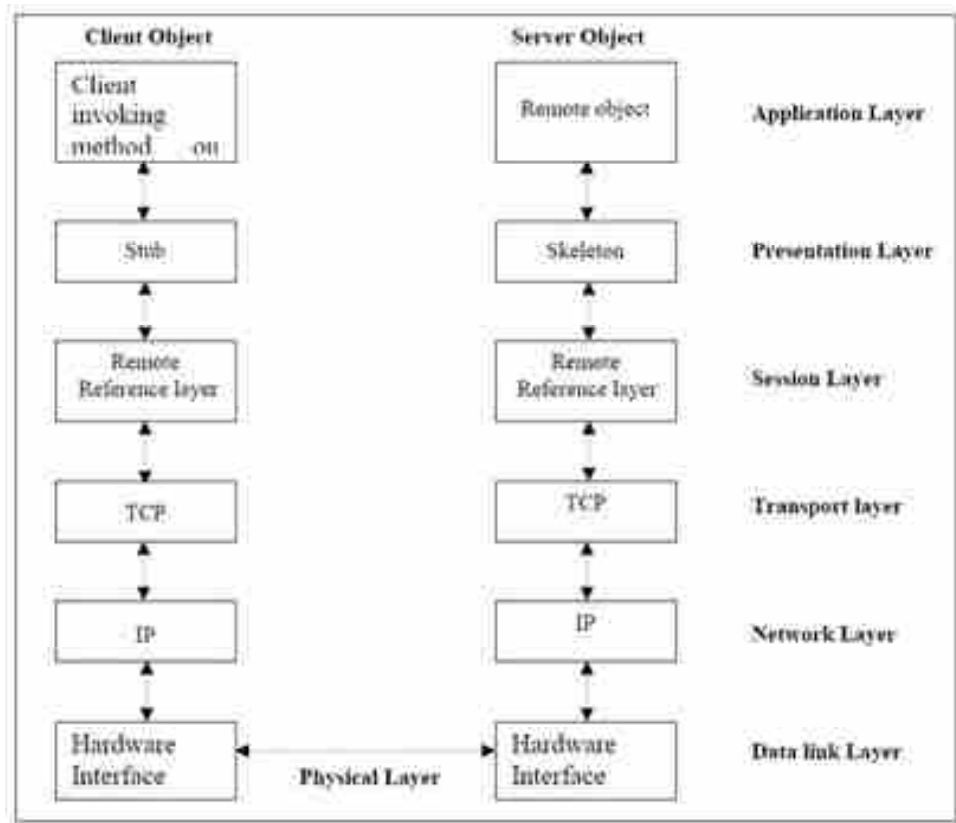 Client Object Server Object
Client
invoking
method on
Remote object
Application Layer
Stub
Skeleton
Presentation Layer
Remote
Reference layer
Remote
Reference layer
Session Layer
TCP
TCP
Transport layer
IP
IP
Network Layer
Hardware
Interface
Physical Layer
Hardware
Interface
Data link Layer